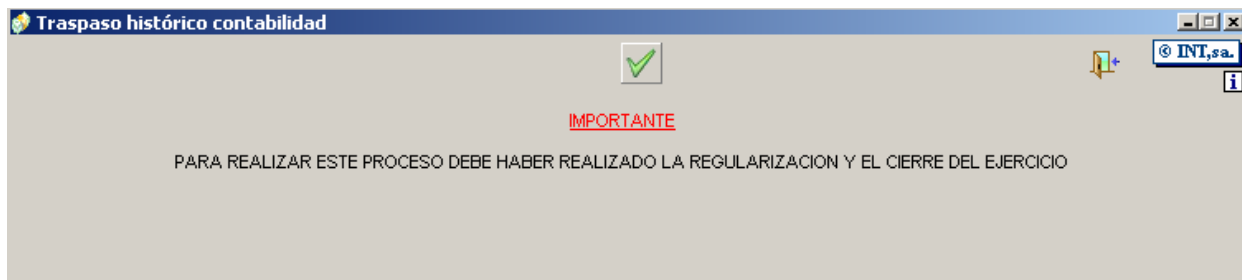 Traspaso histórico contabilidad
© INT,sa.
i
IMPORTANTE
PARA REALIZAR ESTE PROCESO DEBE HABER REALIZADO LA REGULARIZACION Y EL CIERRE DEL EJERCICIO